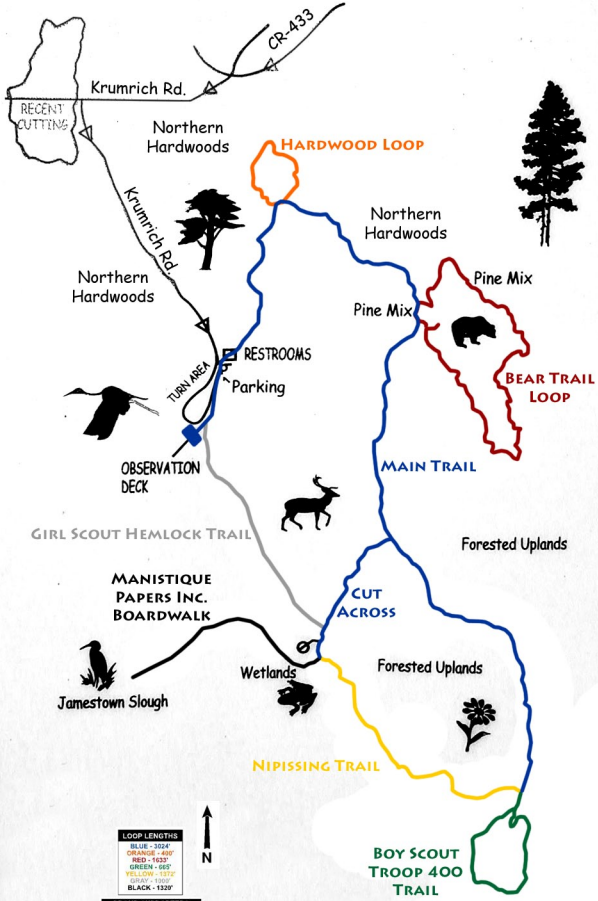 CR-433
Krumrich Rd.
RECENT
CUTTING
Northern
Hardwoods
HARDWOOD LOOP
Northern
Hardwoods
Krumrich Rd.
Pine Mix
Northern
Hardwoods
Pine Mix
RESTROOMS
TURN AREA
Parking
BEAR TRAIL
LOOP
OBSERVATION
DECK
MAIN TRAIL
GIRL SCOUT HEMLOCK TRAIL
Forested Uplands
MANISTIQUE
PAPERS INC.
BOARDWALK
CUT
ACROSS
Wetlands
Forested Uplands
Jamestown Slough
NIPISSING TRAIL
N
LOOP LENGTHS
BLUE - 3024'
ORANGE - 400'
RED - 1633'
GREEN - 665'
YELLOW - 1372'
GRAY - 1000'
BLACK - 1320'
BOY SCOUT
TROOP 400
TRAIL